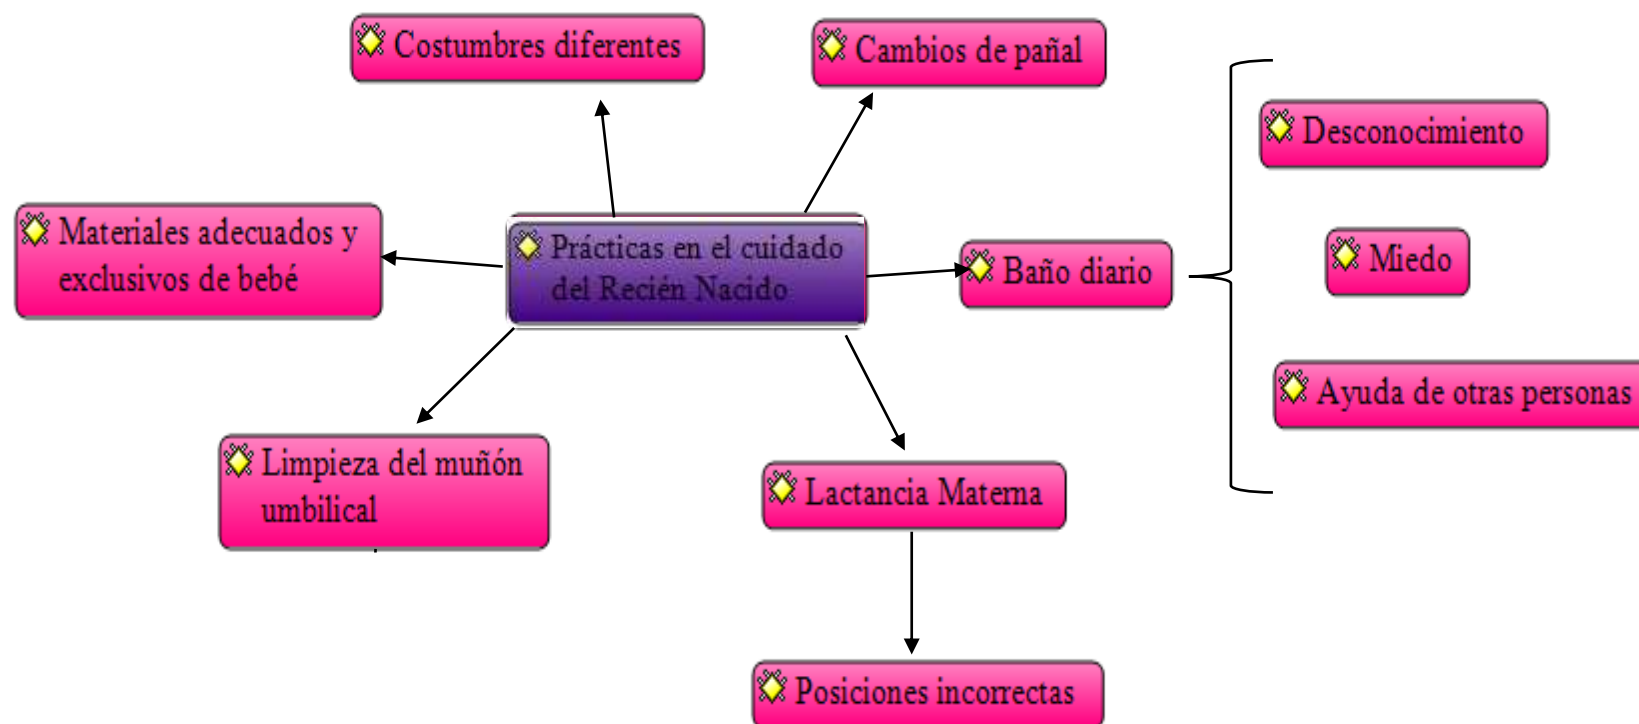 Costumbres diferentes
Cambios de pañal
Desconocimiento
Materiales adecuados y
exclusivos de bebé
Prácticas en el cuidado
del Recién Nacido
Baño diario
Miedo
Ayuda de otras personas
Limpieza del muñón
umbilical
Lactancia Materna
Posiciones incorrectas